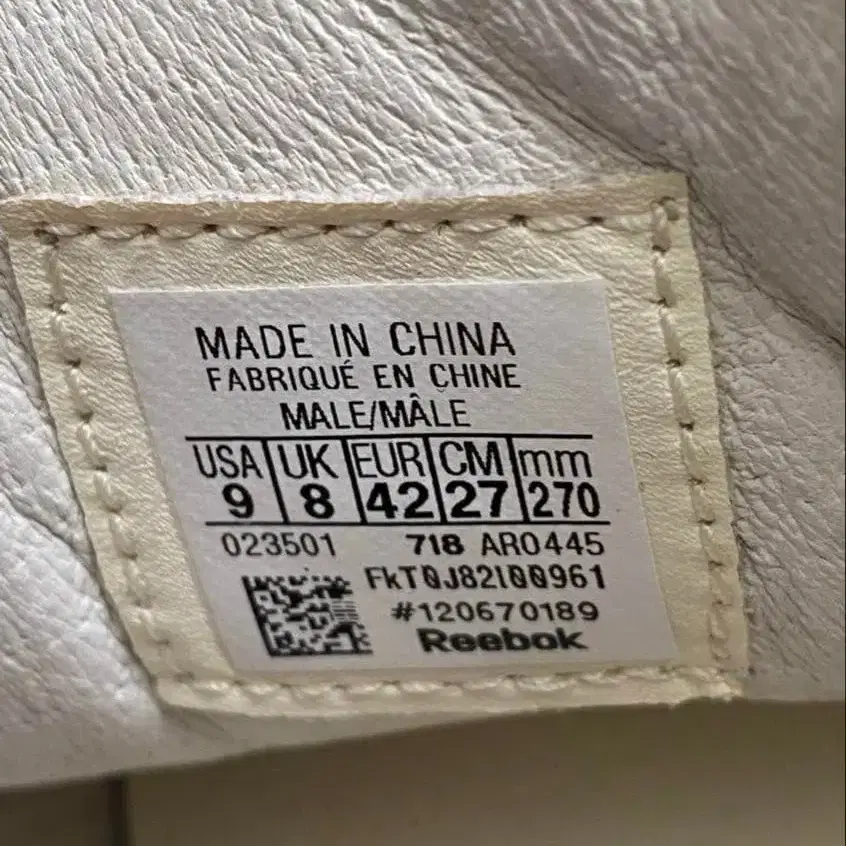 MADE IN CHINA
FABRIQUÉ EN CHINE
MALE/MÂLE
USA UK EUR CM mm
9 8 42 27 270
023501 718 AR0445
FkT0J82I00961
#120670189
Reebok